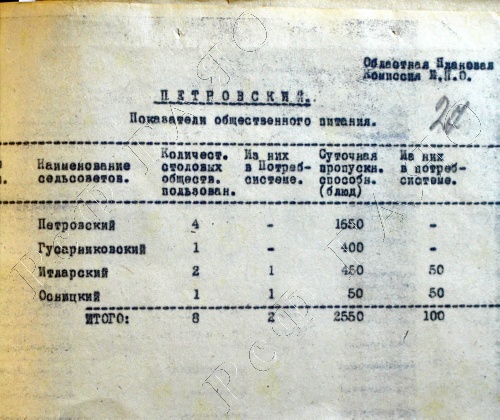 Областная Плановая
Комиссия И.П.О.
ПЕТРОВСКИЙ.
Показатели общественного питания.
24
Наименование сельсоветов. Количест. столовых обществ. пользован. Из них в Потреб-системе. Суточная пропускн. способн. (блюд) Из них в потреб-системе.
Петровский 4 - 1650 -
Гусарниковский 1 - 400 -
Итларский 2 1 450 50
Осницкий 1 1 50 50
ИТОГО: 8 2 2550 100